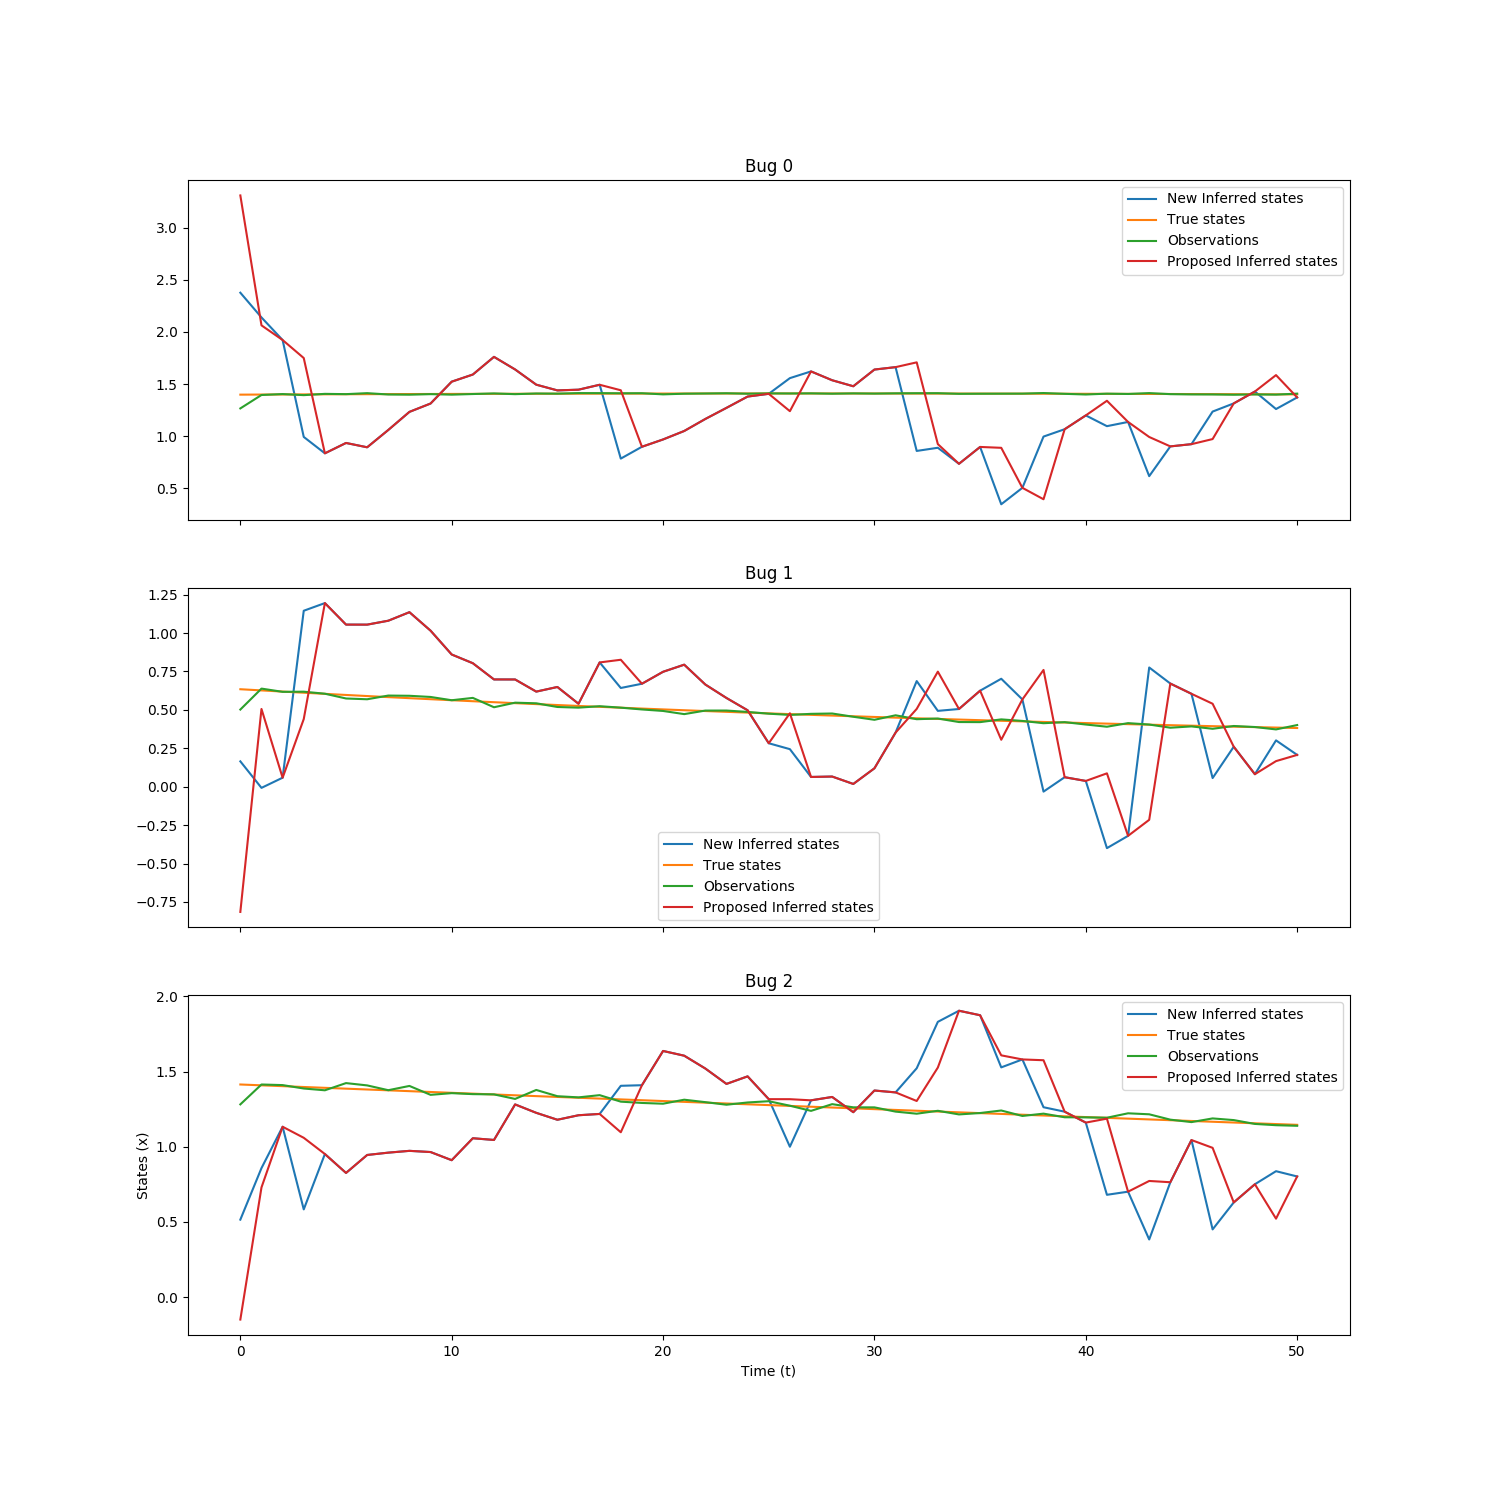 Bug 0
3.0
2.5
2.0
1.5
1.0
0.5
New Inferred states
True states
Observations
Proposed Inferred states
Bug 1
1.25
1.00
0.75
0.50
0.25
0.00
−0.25
−0.50
−0.75
New Inferred states
True states
Observations
Proposed Inferred states
Bug 2
2.0
1.5
1.0
0.5
0.0
States (x)
New Inferred states
True states
Observations
Proposed Inferred states
0 10 20 30 40 50
Time (t)